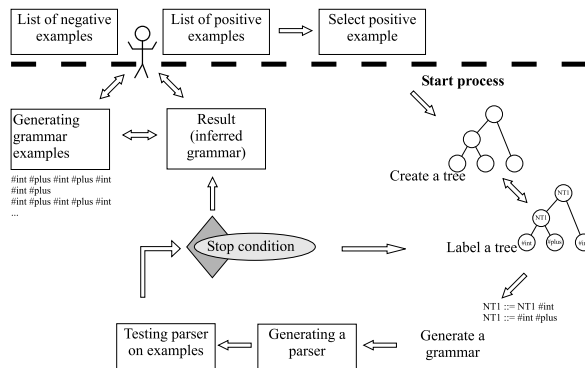 List of negative
examples
List of positive
examples
Select positive
example
Start process
Generating
grammar
examples
Result
(inferred
grammar)
#int #plus #int #plus #int
#int #plus
#int #plus #int #plus #int
...
Create a tree
NT1
NT1
#int
#plus
Label a tree
Stop condition
NT1 ::= NT1 #int
NT1 ::= #int #plus
Testing parser
on examples
Generating a
parser
Generate a
grammar